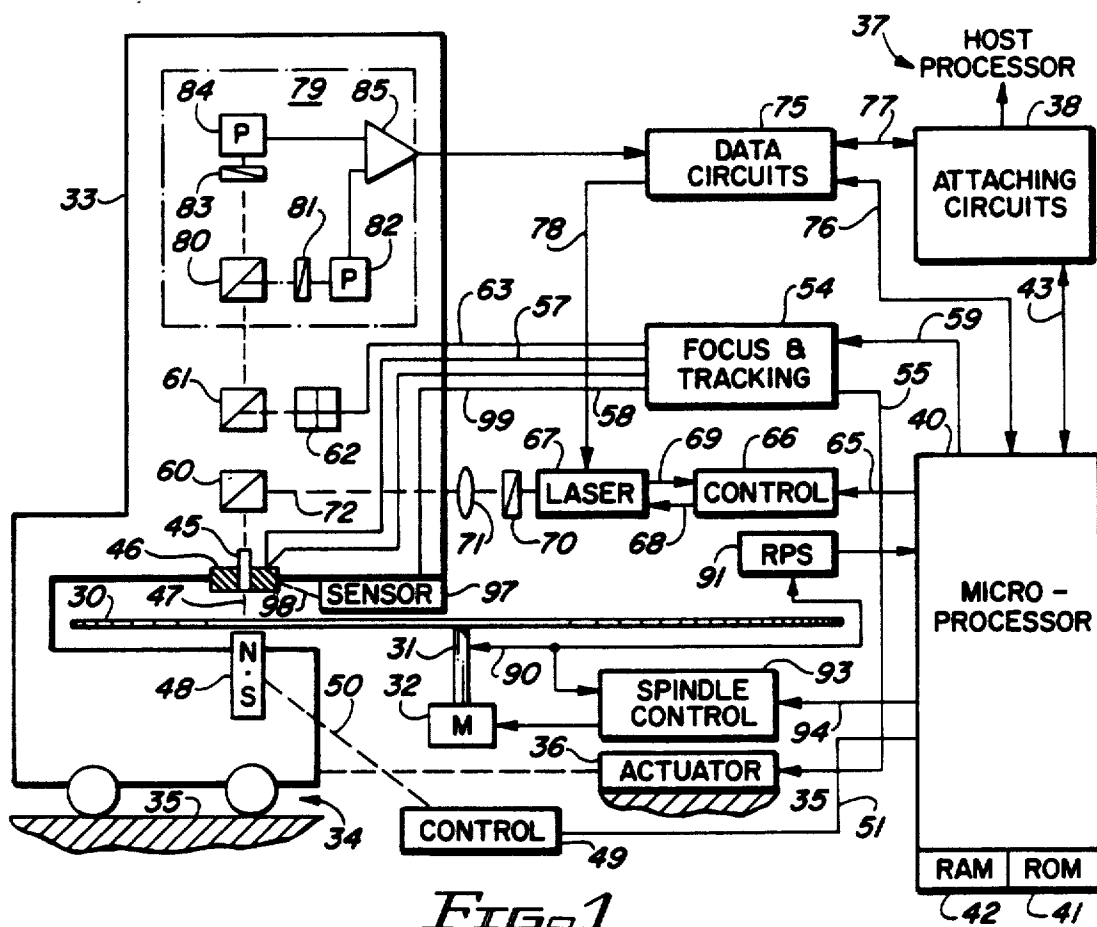 37
HOST
PROCESSOR
84
79
85
P
75
77
38
DATA
CIRCUITS
ATTACHING
CIRCUITS
33
83
81
82
P
80
78
76
63
57
54
59
43
FOCUS &
TRACKING
55
61
62
99
58
40
67
69
66
65
60
LASER
CONTROL
72
71
70
68
45
46
91
RPS
47
98
SENSOR
97
MICRO -
PROCESSOR
30
31
90
93
N
.
S
48
50
32
M
SPINDLE
CONTROL
94
36
ACTUATOR
35
35
34
CONTROL
49
51
RAM
ROM
42
41
FIG. 1